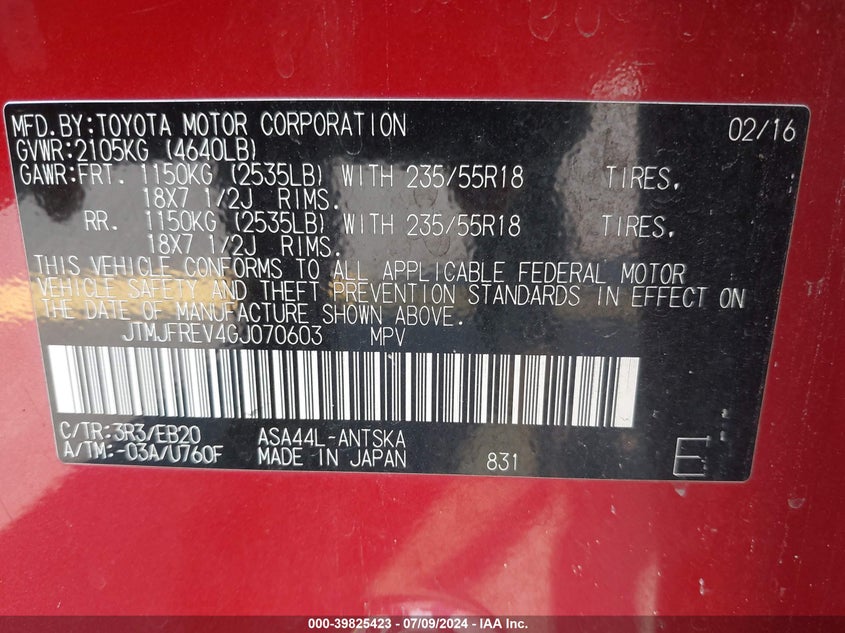 MFD.BY:TOYOTA MOTOR CORPORATION 02/16
GVWR:2105KG (4640LB)
GAWR:FRT. 1150KG (2535LB) WITH 235/55R18 TIRES,
18X7 1/2J RIMS.
RR. 1150KG (2535LB) WITH 235/55R18 TIRES,
18X7 1/2J RIMS.
THIS VEHICLE CONFORMS TO ALL APPLICABLE FEDERAL MOTOR
VEHICLE SAFETY AND THEFT PREVENTION STANDARDS IN EFFECT ON
THE DATE OF MANUFACTURE SHOWN ABOVE.
JTMJFREV4GJ070603 MPV
C/TR:3R3/EB20 ASA44L-ANTSKA
A/TM:-03A/U760F MADE IN JAPAN 831 E
000-39825423 - 07/09/2024 - IAA Inc.